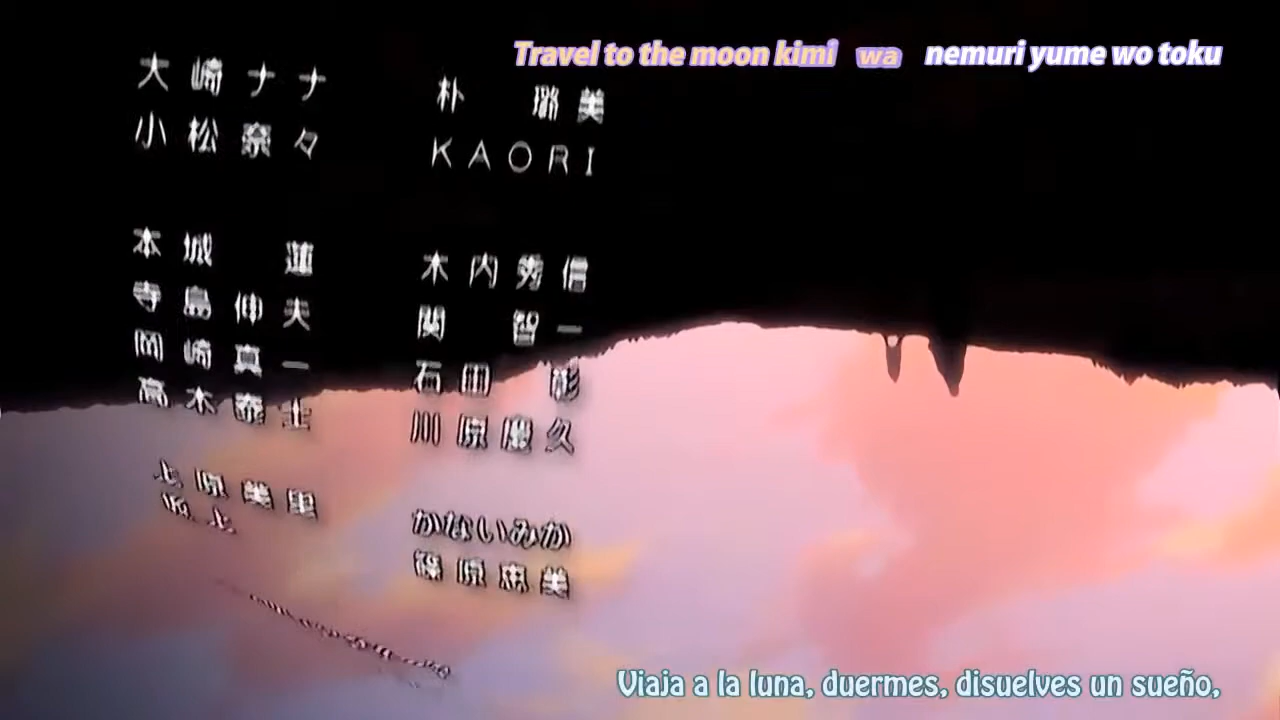 Travel to the moon kimi wa nemuri yume wo toku
大崎ナナ 朴 璐美
小松奈々 KAORI
本城 蓮 木内秀信
寺島伸夫 関 智一
岡崎真一 石田 彰
高木泰士 川原慶久
上原美里 かないみか
坂上 篠原恵美
Viaja a la luna, duermes, disuelves un sueño,